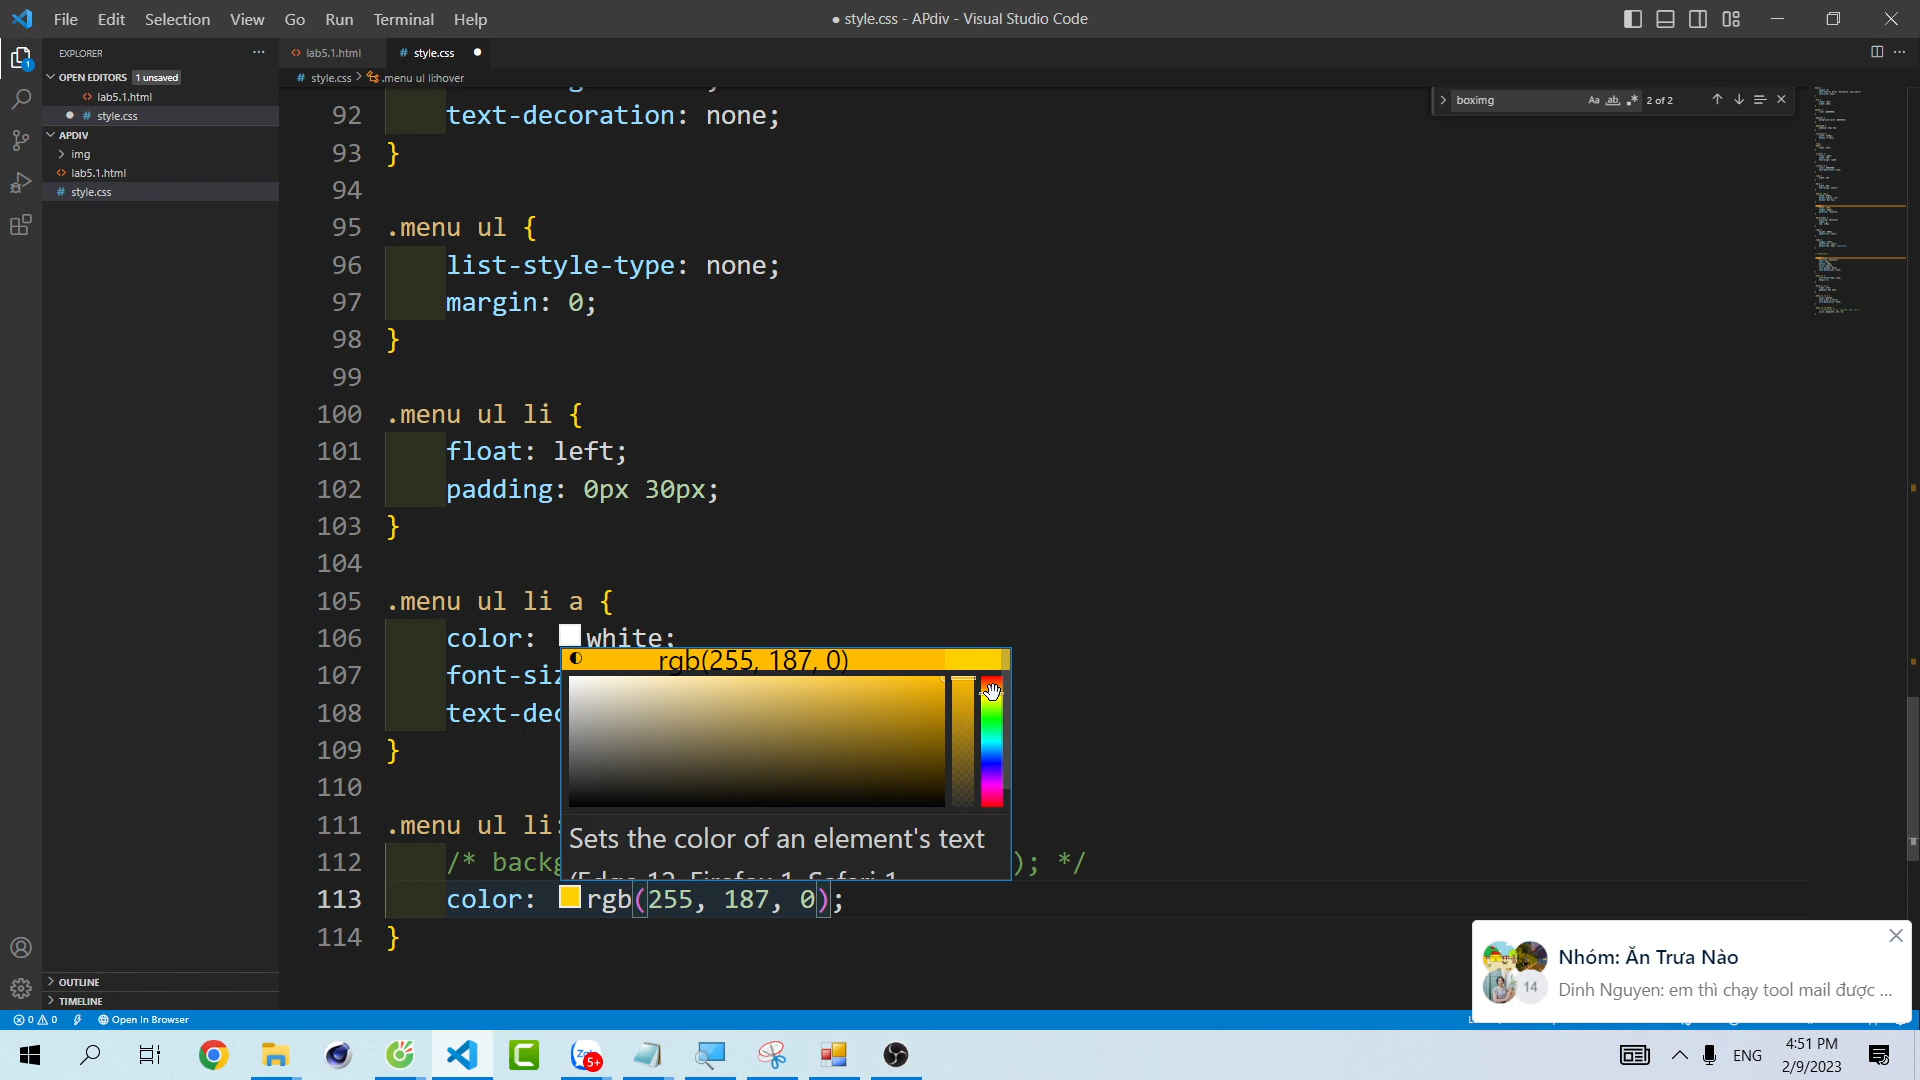 File Edit Selection View Go Run Terminal Help
● style.css - APdiv - Visual Studio Code
EXPLORER
OPEN EDITORS 1 unsaved
<> lab5.1.html
# style.css
APDIV
img
<> lab5.1.html
# style.css
OUTLINE
TIMELINE
<> lab5.1.html
# style.css
# style.css > .menu ul li:hover
boximg
Aa ab .* 2 of 2
92 text-decoration: none;
93 }
94
95 .menu ul {
96 list-style-type: none;
97 margin: 0;
98 }
99
100 .menu ul li {
101 float: left;
102 padding: 0px 30px;
103 }
104
105 .menu ul li a {
106 color: white;
107 font-siz
108 text-dec
109 }
110
111 .menu ul li:
112 /* backg ); */
113 color: rgb(255, 187, 0);
114 }
rgb(255, 187, 0)
Sets the color of an element's text
Nhóm: Ăn Trưa Nào
14
Dinh Nguyen: em thì chạy tool mail được ...
0 0 Open In Browser
5+
ENG
4:51 PM
2/9/2023